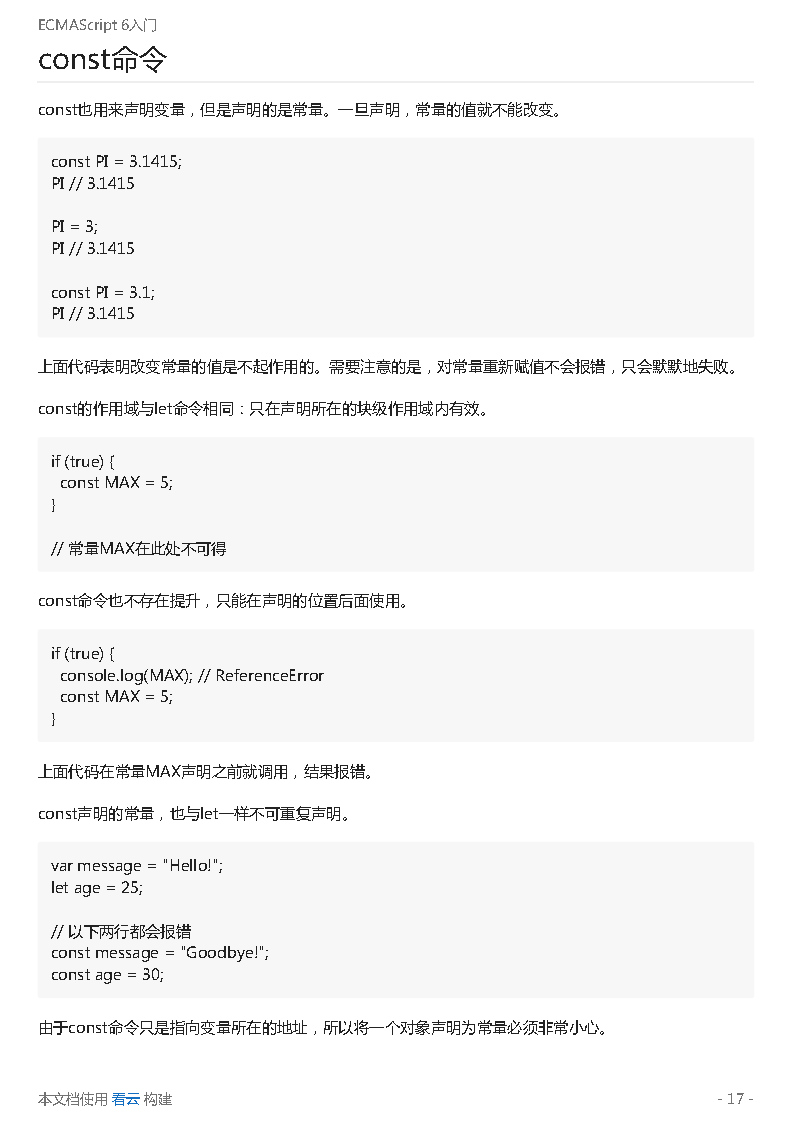 ECMAScript 6入门
const命令
const也用来声明变量，但是声明的是常量。一旦声明，常量的值就不能改变。
const PI = 3.1415;
PI // 3.1415
PI = 3;
PI // 3.1415
const PI = 3.1;
PI // 3.1415
上面代码表明改变常量的值是不起作用的。需要注意的是，对常量重新赋值不会报错，只会默默地失败。
const的作用域与let命令相同：只在声明所在的块级作用域内有效。
if (true) {
  const MAX = 5;
}
// 常量MAX在此处不可得
const命令也不存在提升，只能在声明的位置后面使用。
if (true) {
  console.log(MAX); // ReferenceError
  const MAX = 5;
}
上面代码在常量MAX声明之前就调用，结果报错。
const声明的常量，也与let一样不可重复声明。
var message = "Hello!";
let age = 25;
// 以下两行都会报错
const message = "Goodbye!";
const age = 30;
由于const命令只是指向变量所在的地址，所以将一个对象声明为常量必须非常小心。
本文档使用 看云 构建
- 17 -